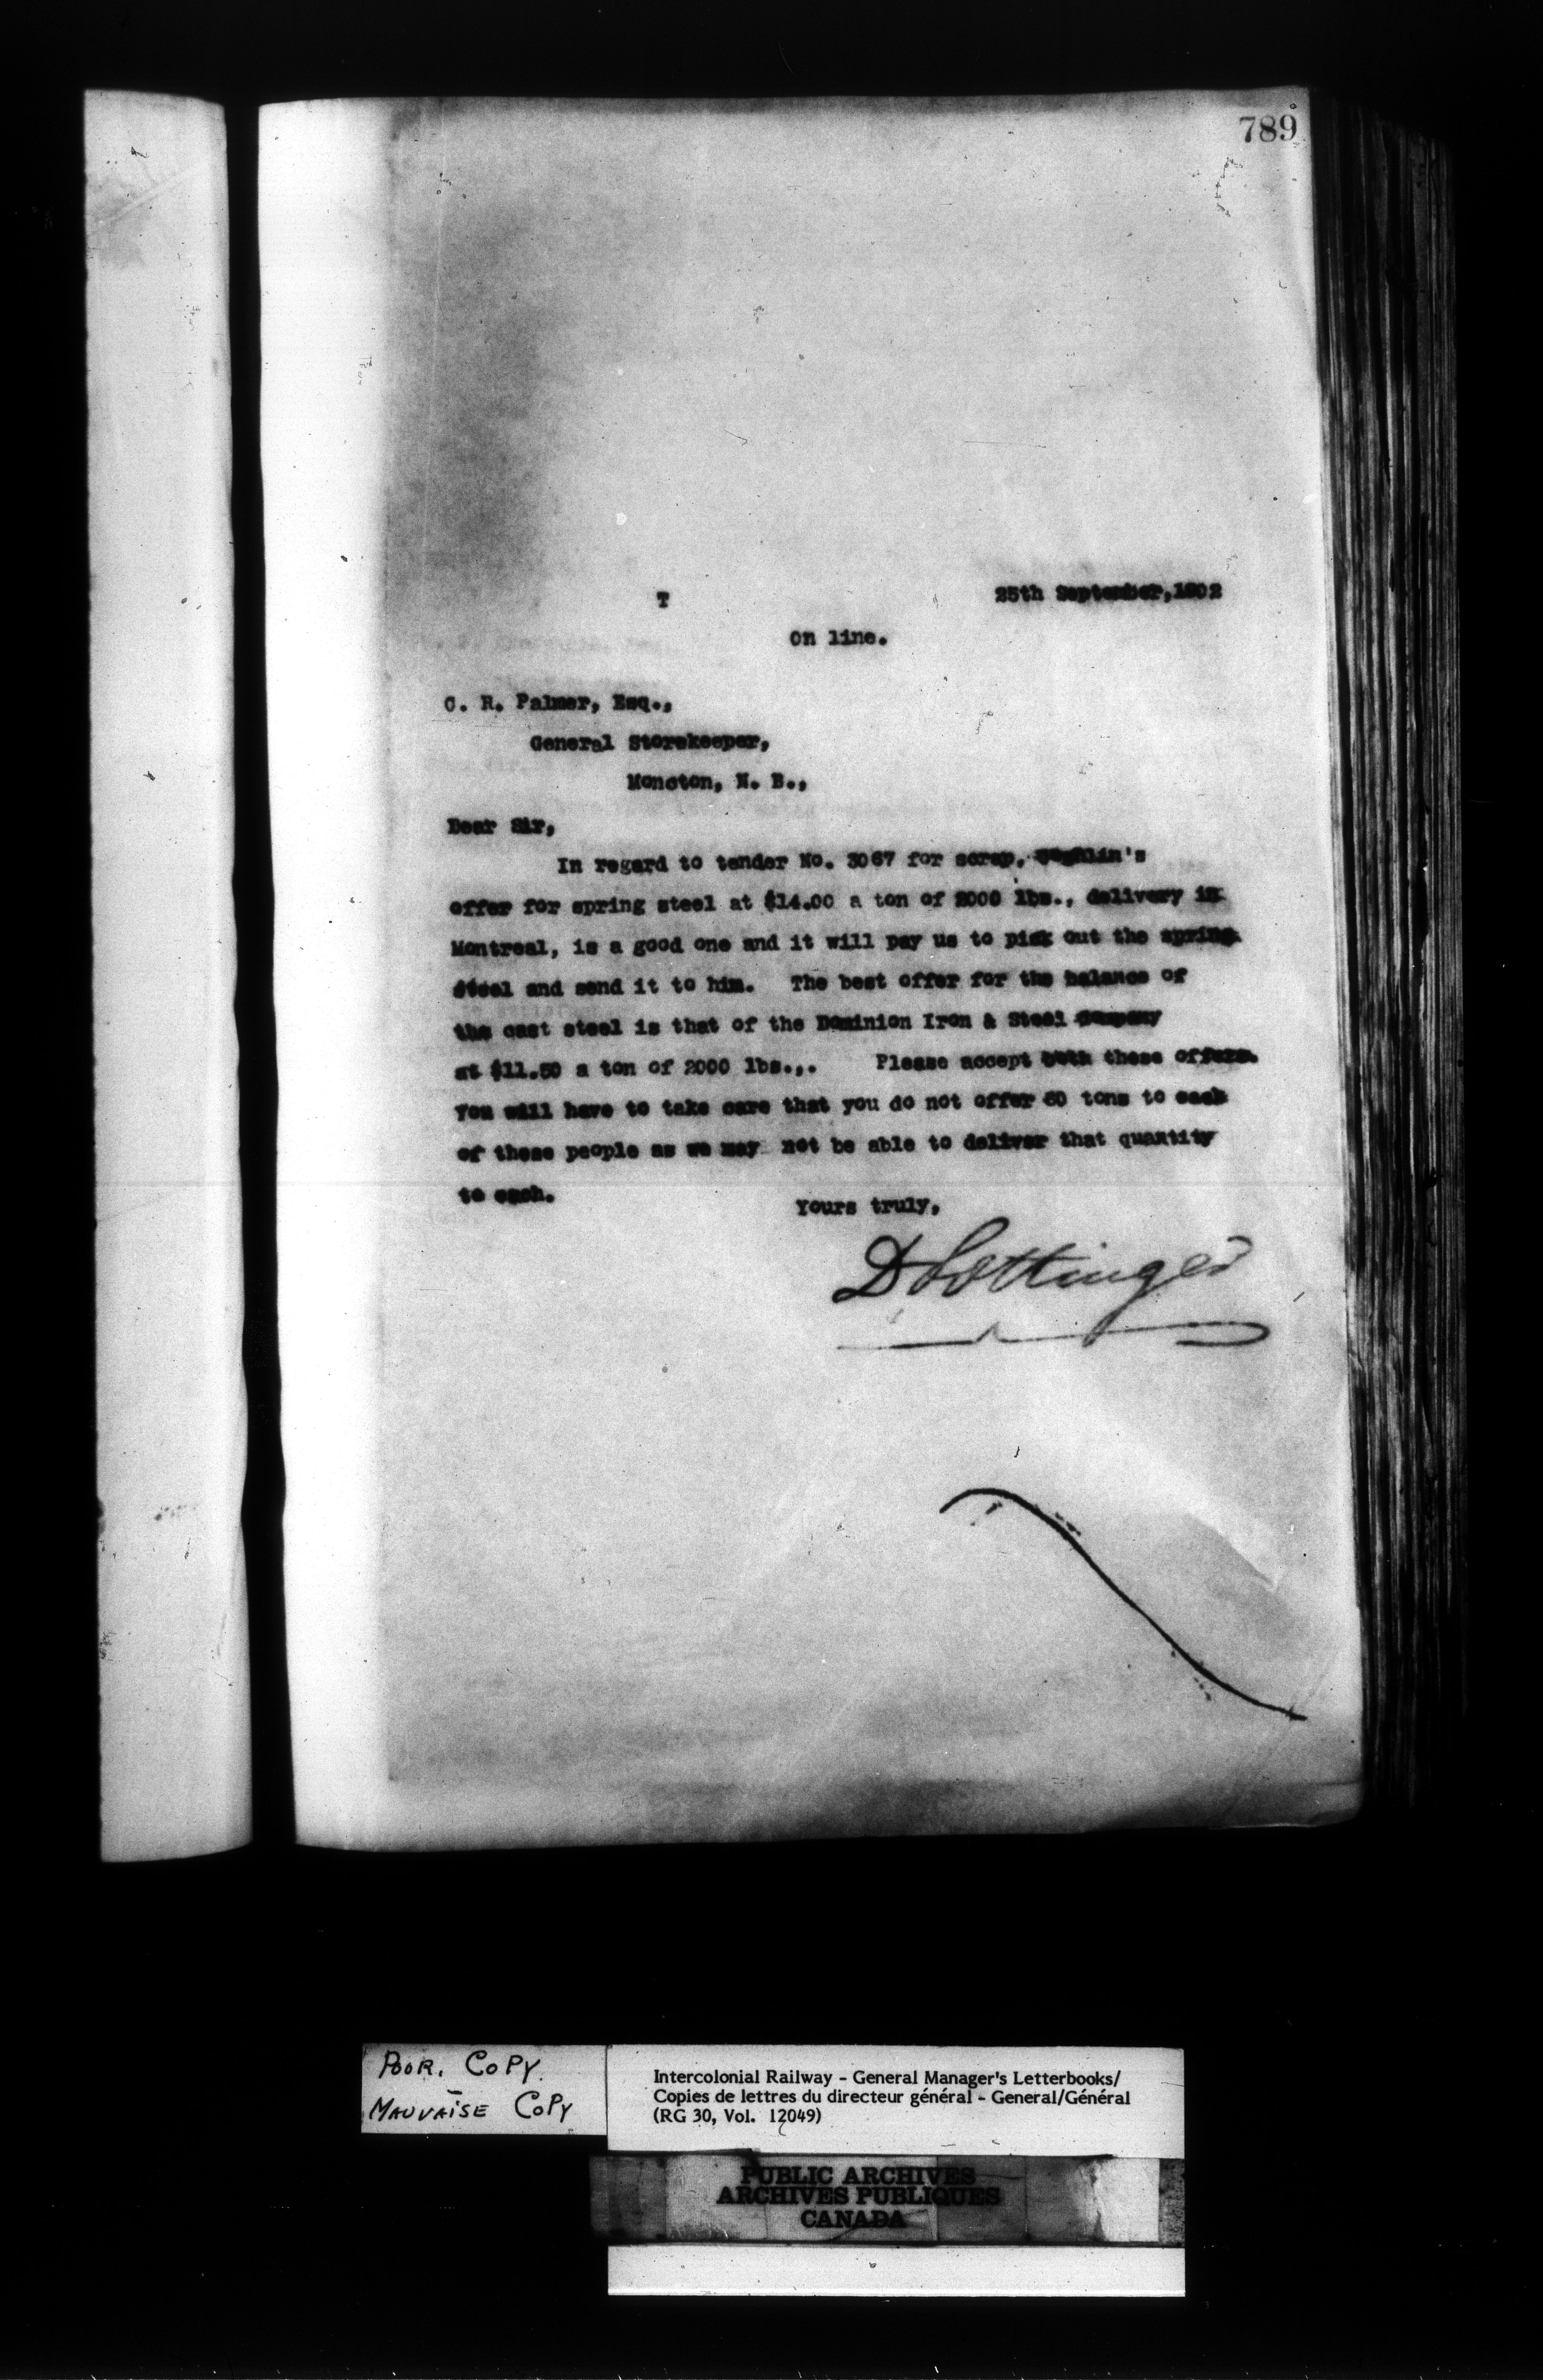 789
T
25th September, 1902
On line.
C. R. Palmer, Esq.,
General Storekeeper,
Moncton, N. B.,
Dear Sir,
In regard to tender No. 3067 for scrap,
offer for spring steel at $14.00 a ton of 2000 lbs., delivery in
Montreal, is a good one and it will pay us to pick out the spring
steel and send it to him. The best offer for the balance of
the cast steel is that of the Dominion Iron & Steel Company
at $11.50 a ton of 2000 lbs.,. Please accept both these offers.
You will have to take care that you do not offer 60 tons to each
of these people as we may not be able to deliver that quantity
to each.
Yours truly,
D Pottinger
POOR. COPY.
MAUVAISE COPY
Intercolonial Railway - General Manager's Letterbooks/
Copies de lettres du directeur général - General/Général
(RG 30, Vol. 12049)
PUBLIC ARCHIVES
ARCHIVES PUBLIQUES
CANADA